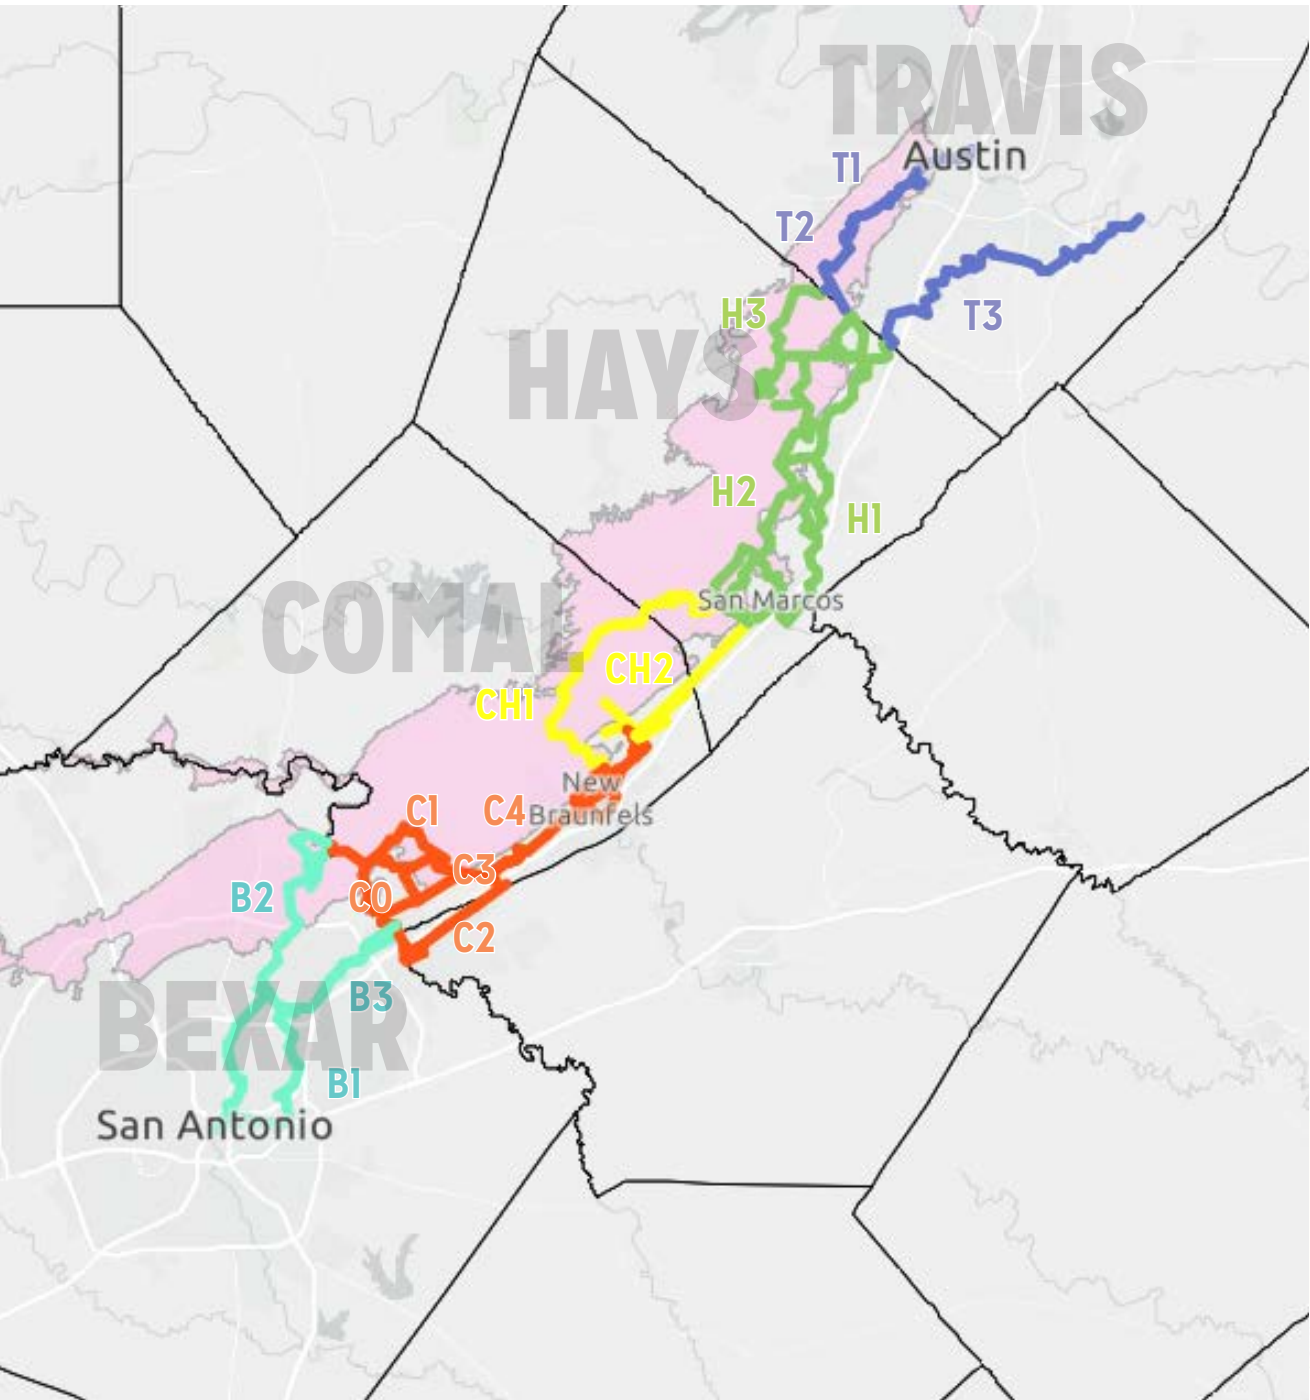 TRAVIS
Austin
T1
T2
H3
T3
HAYS
H2
H1
COMAL
San Marcos
CH2
CH1
New
Braunfels
C1
C4
C3
B2
C0
C2
BEXAR
B3
B1
San Antonio